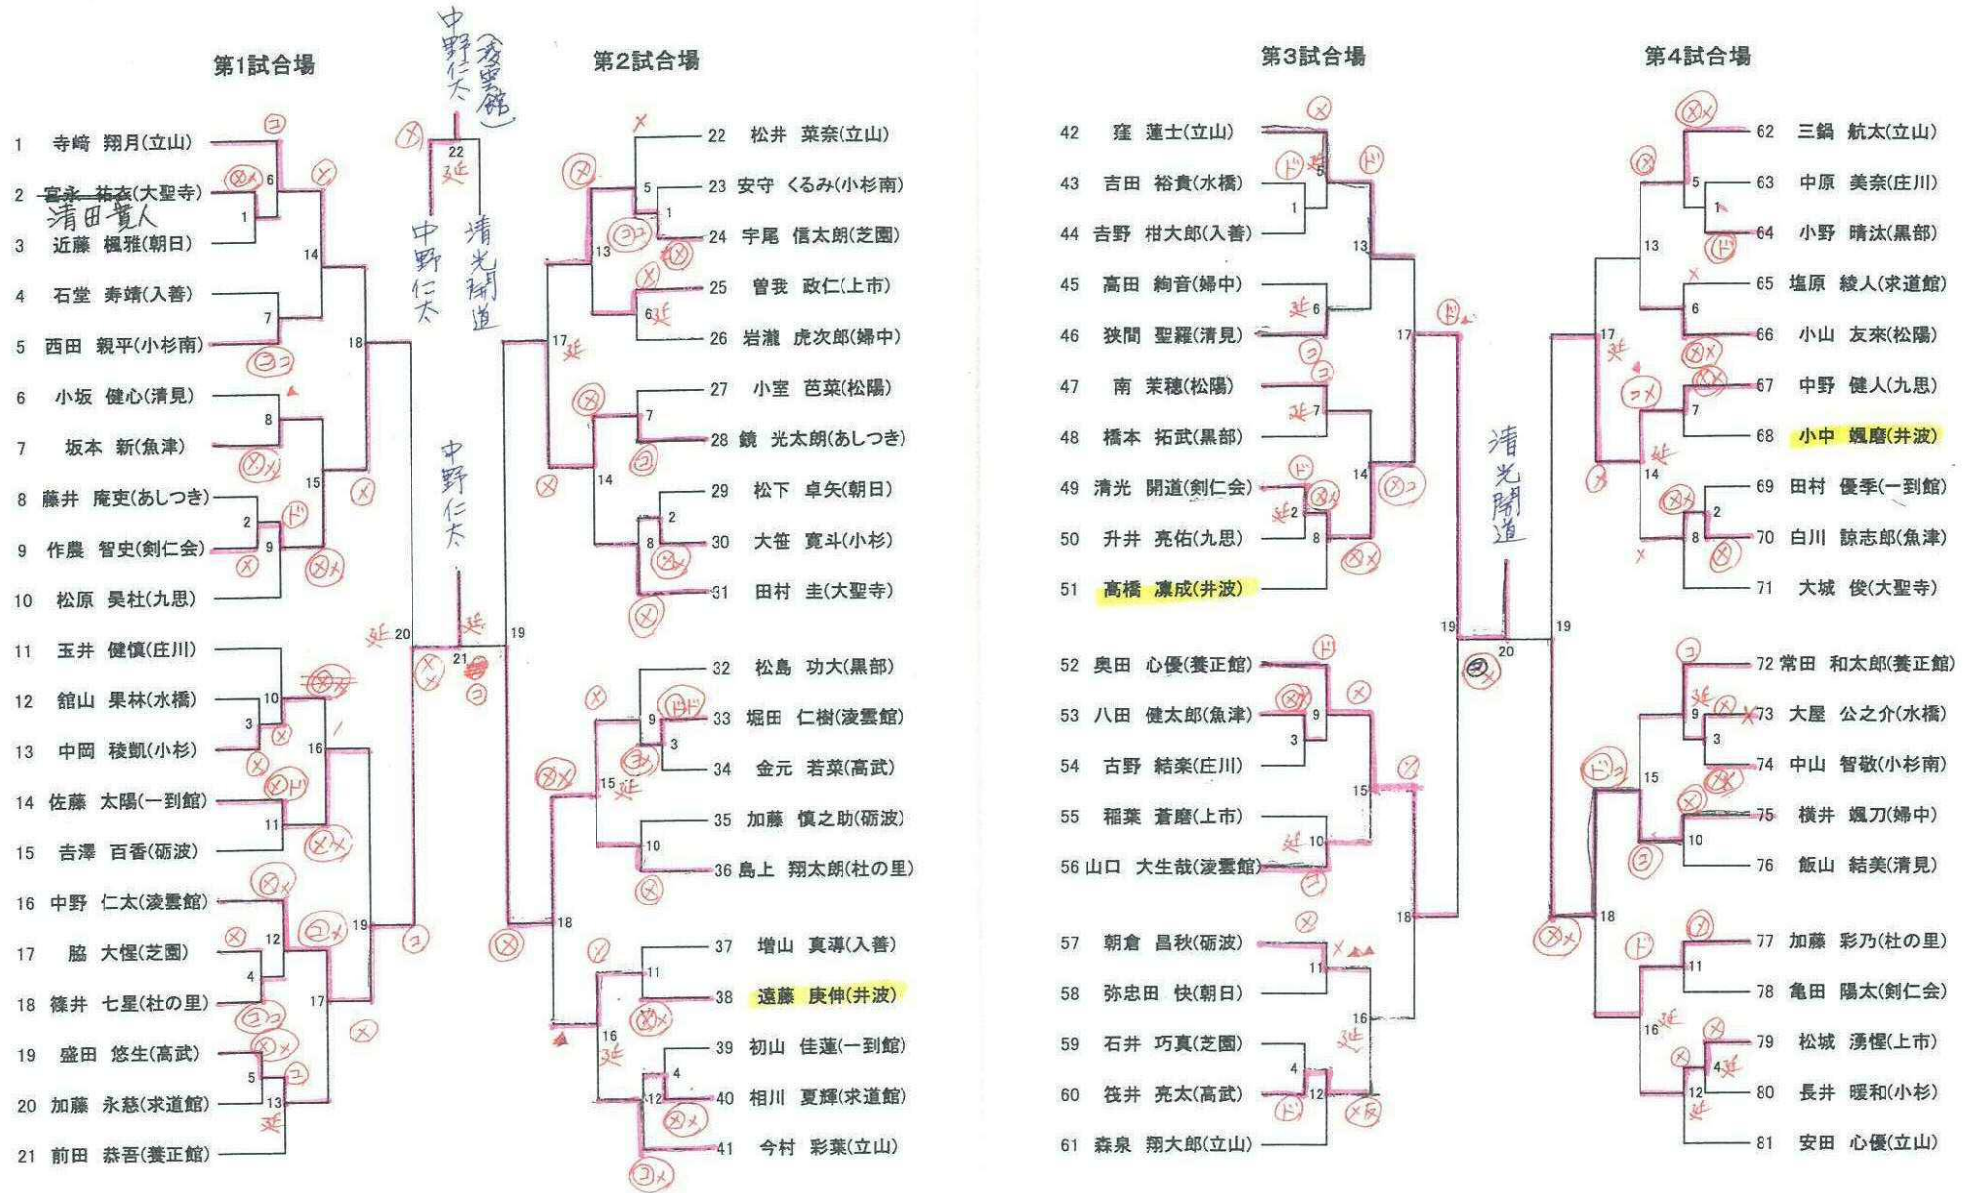 第1試合場
第2試合場
第3試合場
第4試合場
中野仁太
(凌雲館)
中野仁太
清光開道
中野仁太
清光開道
1 寺崎 翔月(立山)
2 宮永 祐衣(大聖寺)
清田寛人
3 近藤 楓雅(朝日)
4 石堂 寿靖(入善)
5 西田 親平(小杉南)
6 小坂 健心(清見)
7 坂本 新(魚津)
8 藤井 庵吏(あしつき)
9 作農 智史(剣仁会)
10 松原 昊杜(九思)
11 玉井 健慎(庄川)
12 舘山 果林(水橋)
13 中岡 稜凱(小杉)
14 佐藤 太陽(一到館)
15 吉澤 百香(砺波)
16 中野 仁太(凌雲館)
17 脇 大惺(芝園)
18 篠井 七星(杜の里)
19 盛田 悠生(高武)
20 加藤 永慈(求道館)
21 前田 恭吾(養正館)
22 松井 菜奈(立山)
23 安守 くるみ(小杉南)
24 宇尾 信太朗(芝園)
25 曽我 政仁(上市)
26 岩瀧 虎次郎(婦中)
27 小室 芭菜(松陽)
28 鏡 光太朗(あしつき)
29 松下 卓矢(朝日)
30 大笹 寛斗(小杉)
31 田村 圭(大聖寺)
32 松島 功大(黒部)
33 堀田 仁樹(凌雲館)
34 金元 若菜(高武)
35 加藤 慎之助(砺波)
36 島上 翔太朗(杜の里)
37 増山 真導(入善)
38 遠藤 庚伸(井波)
39 初山 佳蓮(一到館)
40 相川 夏輝(求道館)
41 今村 彩葉(立山)
42 窪 蓮士(立山)
43 吉田 裕貴(水橋)
44 吉野 柑大郎(入善)
45 高田 絢音(婦中)
46 狭間 聖羅(清見)
47 南 茉穂(松陽)
48 橋本 拓武(黒部)
49 清光 開道(剣仁会)
50 升井 亮佑(九思)
51 高橋 凛成(井波)
52 奥田 心優(養正館)
53 八田 健太郎(魚津)
54 古野 結楽(庄川)
55 稲葉 蒼磨(上市)
56 山口 大生哉(凌雲館)
57 朝倉 昌秋(砺波)
58 弥忠田 快(朝日)
59 石井 巧真(芝園)
60 筏井 亮太(高武)
61 森泉 翔大郎(立山)
62 三鍋 航太(立山)
63 中原 美奈(庄川)
64 小野 晴汰(黒部)
65 塩原 綾人(求道館)
66 小山 友來(松陽)
67 中野 健人(九思)
68 小中 颯磨(井波)
69 田村 優季(一到館)
70 白川 諒志郎(魚津)
71 大城 俊(大聖寺)
72 常田 和太郎(養正館)
73 大屋 公之介(水橋)
74 中山 智敬(小杉南)
75 横井 颯刀(婦中)
76 飯山 結美(清見)
77 加藤 彩乃(杜の里)
78 亀田 陽太(剣仁会)
79 松城 湧惺(上市)
80 長井 暖和(小杉)
81 安田 心優(立山)